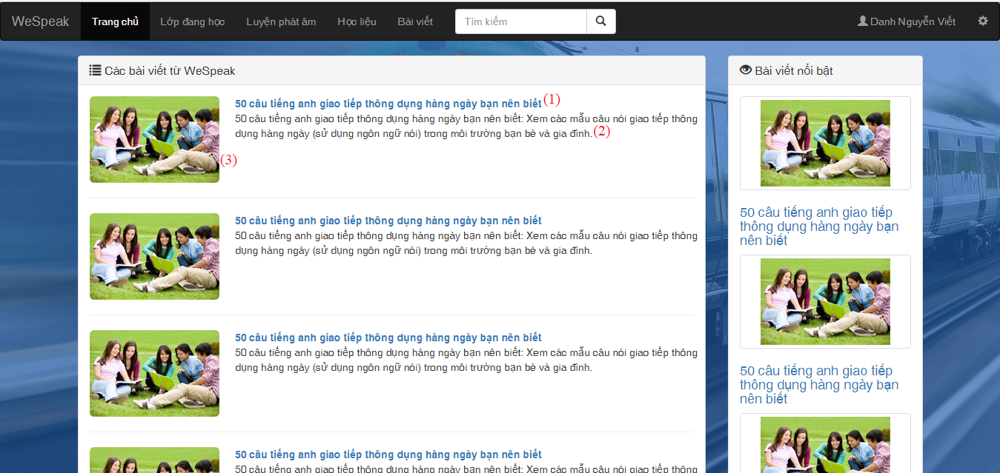 WeSpeak Trang chủ Lớp đang học Luyện phát âm Học liệu Bài viết Tìm kiếm Danh Nguyễn Viết
Các bài viết từ WeSpeak
50 câu tiếng anh giao tiếp thông dụng hàng ngày bạn nên biết (1)
50 câu tiếng anh giao tiếp thông dụng hàng ngày bạn nên biết: Xem các mẫu câu nói giao tiếp thông
dụng hàng ngày (sử dụng ngôn ngữ nói) trong môi trường bạn bè và gia đình. (2)
(3)
50 câu tiếng anh giao tiếp thông dụng hàng ngày bạn nên biết
50 câu tiếng anh giao tiếp thông dụng hàng ngày bạn nên biết: Xem các mẫu câu nói giao tiếp thông
dụng hàng ngày (sử dụng ngôn ngữ nói) trong môi trường bạn bè và gia đình.
50 câu tiếng anh giao tiếp thông dụng hàng ngày bạn nên biết
50 câu tiếng anh giao tiếp thông dụng hàng ngày bạn nên biết: Xem các mẫu câu nói giao tiếp thông
dụng hàng ngày (sử dụng ngôn ngữ nói) trong môi trường bạn bè và gia đình.
50 câu tiếng anh giao tiếp thông dụng hàng ngày bạn nên biết
50 câu tiếng anh giao tiếp thông dụng hàng ngày bạn nên biết: Xem các mẫu câu nói giao tiếp thông
Bài viết nổi bật
50 câu tiếng anh giao tiếp
thông dụng hàng ngày bạn
nên biết
50 câu tiếng anh giao tiếp
thông dụng hàng ngày bạn
nên biết